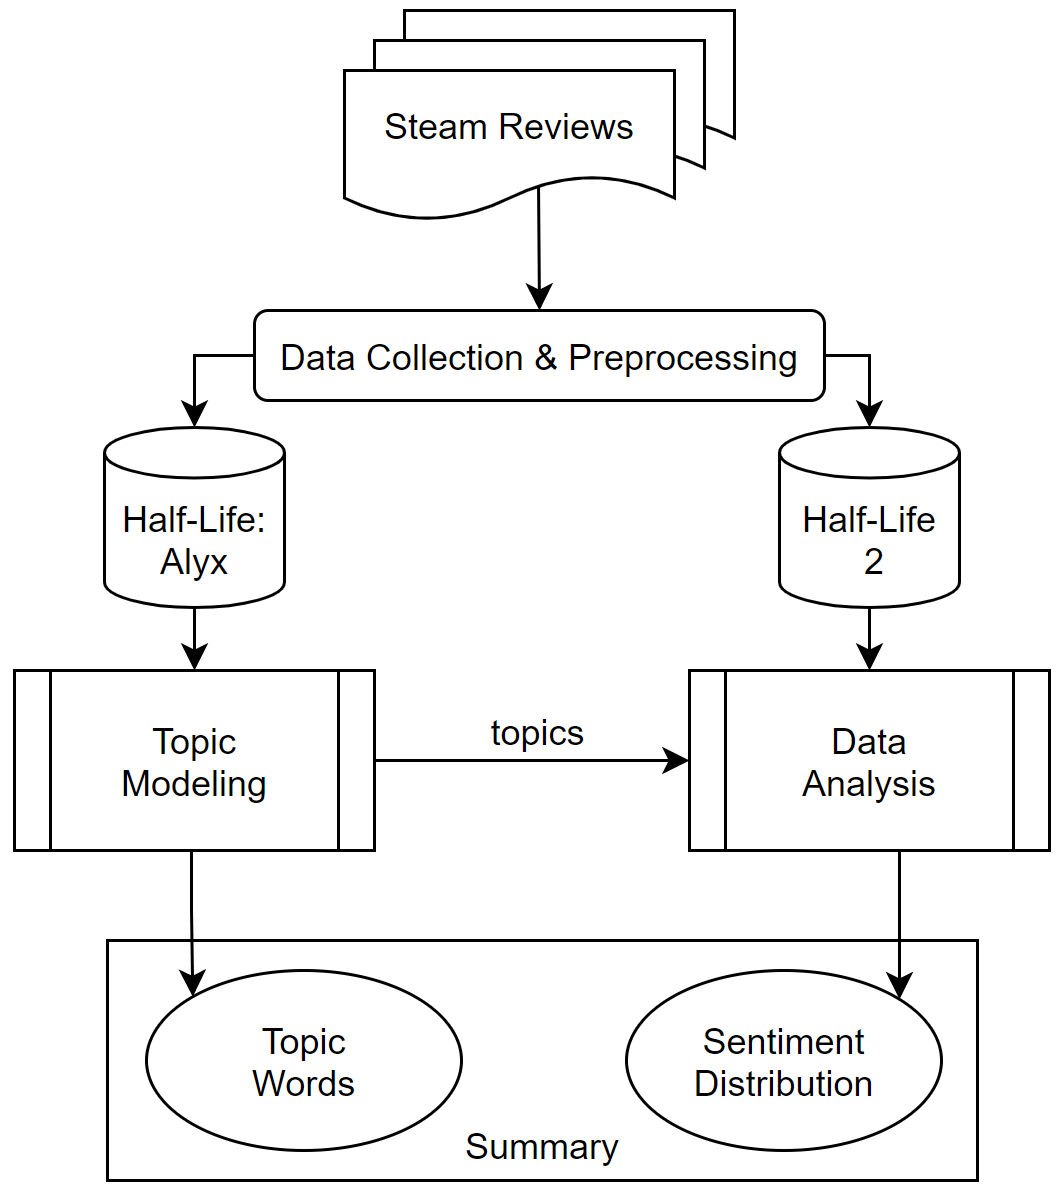 Steam Reviews
Data Collection & Preprocessing
Half-Life:
Alyx
Half-Life
2
Topic
Modeling
topics
Data
Analysis
Topic
Words
Sentiment
Distribution
Summary